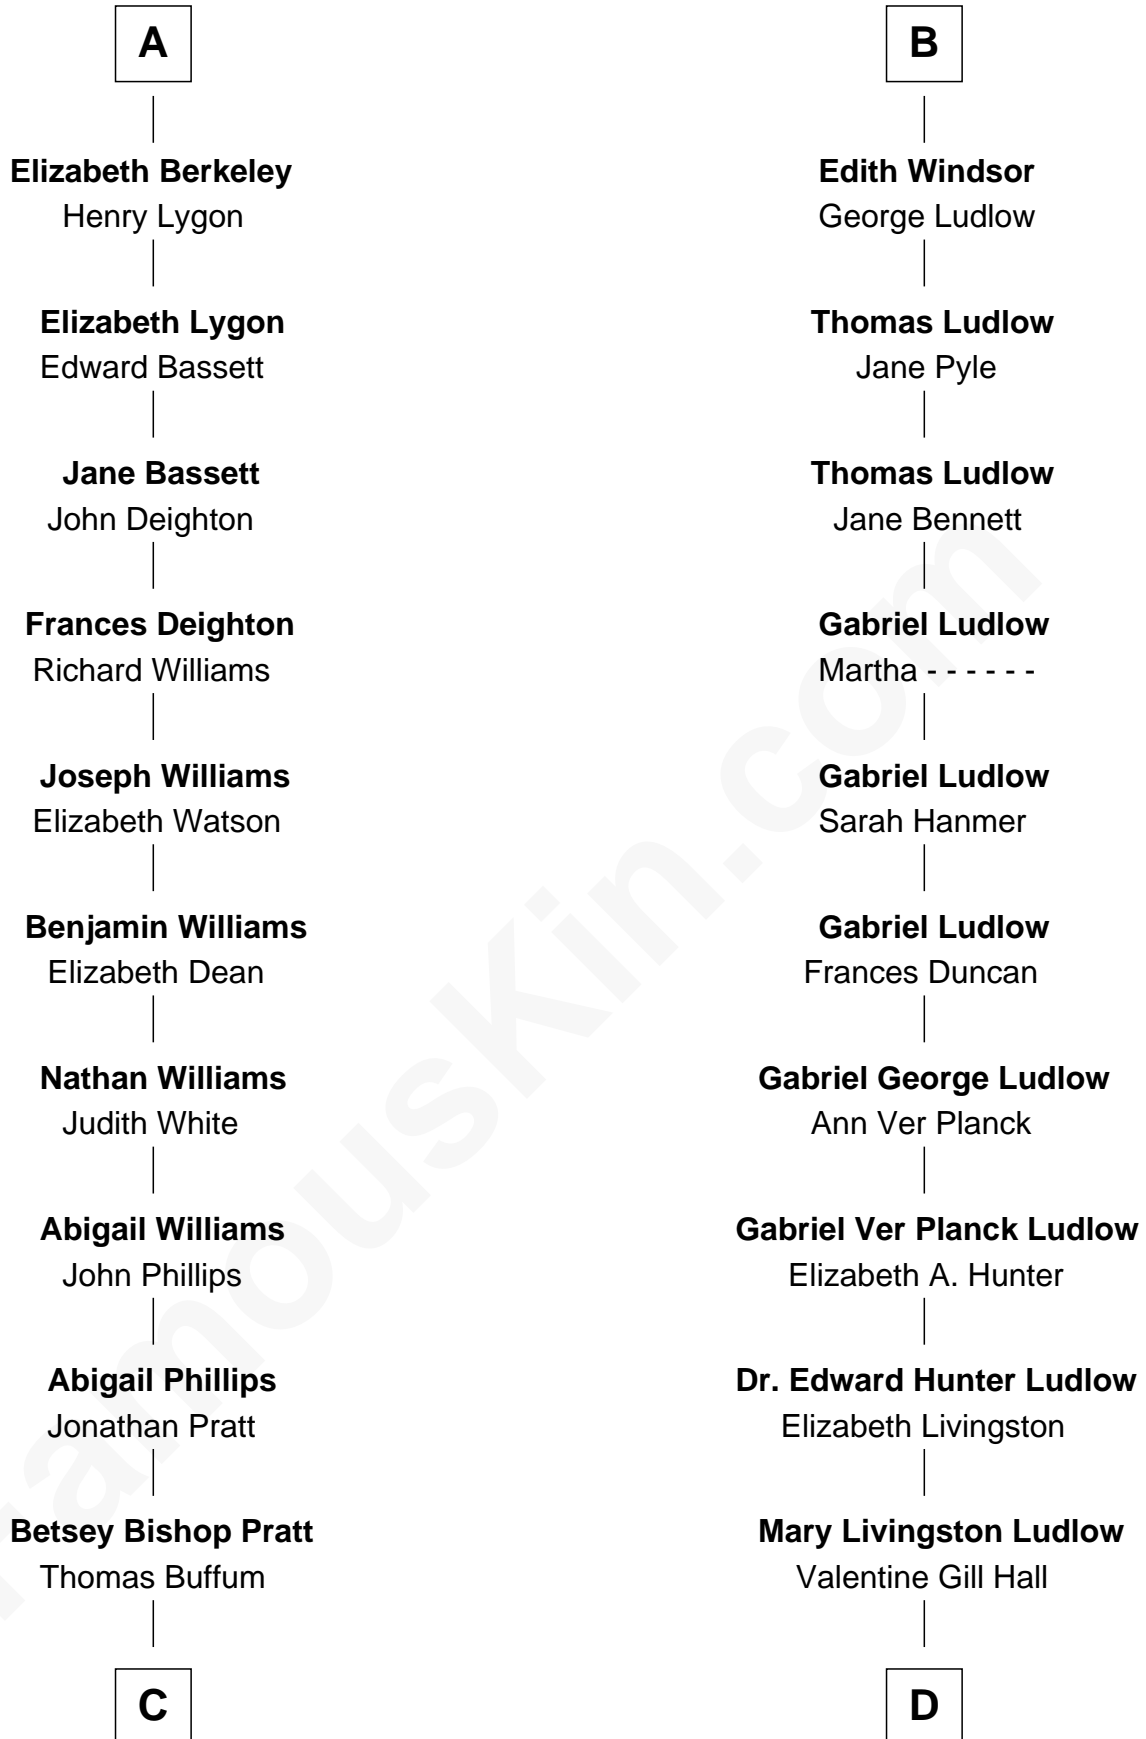 A
Elizabeth Berkeley
Henry Lygon
Elizabeth Lygon
Edward Bassett
Jane Bassett
John Deighton
Frances Deighton
Richard Williams
Joseph Williams
Elizabeth Watson
Benjamin Williams
Elizabeth Dean
Nathan Williams
Judith White
Abigail Williams
John Phillips
Abigail Phillips
Jonathan Pratt
Betsey Bishop Pratt
Thomas Buffum
C
B
Edith Windsor
George Ludlow
Thomas Ludlow
Jane Pyle
Thomas Ludlow
Jane Bennett
Gabriel Ludlow
Martha - - - - - -
Gabriel Ludlow
Sarah Hanmer
Gabriel Ludlow
Frances Duncan
Gabriel George Ludlow
Ann Ver Planck
Gabriel Ver Planck Ludlow
Elizabeth A. Hunter
Dr. Edward Hunter Ludlow
Elizabeth Livingston
Mary Livingston Ludlow
Valentine Gill Hall
D
FamousKin.com